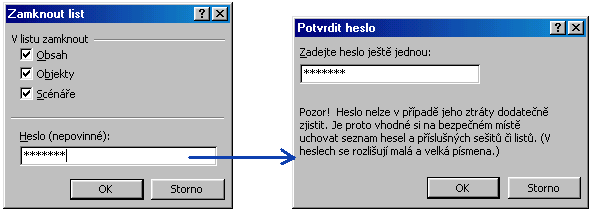 Zamknout list
V listu zamknout
Obsah
Objekty
Scénáře
Heslo (nepovinné):
*******
OK
Storno
Potvrdit heslo
Zadejte heslo ještě jednou:
*******
Pozor!  Heslo nelze v případě jeho ztráty dodatečně
zjistit. Je proto vhodné si na bezpečném místě
uchovat seznam hesel a příslušných sešitů či listů. (V
heslech se rozlišují malá a velká písmena.)
OK
Storno